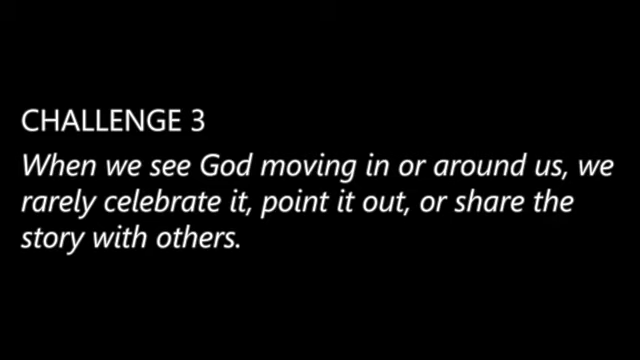 CHALLENGE 3
When we see God moving in or around us, we
rarely celebrate it, point it out, or share the
story with others.